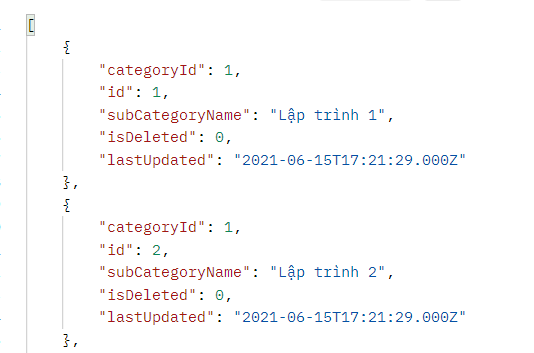 [
{
"categoryId": 1,
"id": 1,
"subCategoryName": "Lập trình 1",
"isDeleted": 0,
"lastUpdated": "2021-06-15T17:21:29.000Z"
},
{
"categoryId": 1,
"id": 2,
"subCategoryName": "Lập trình 2",
"isDeleted": 0,
"lastUpdated": "2021-06-15T17:21:29.000Z"
},